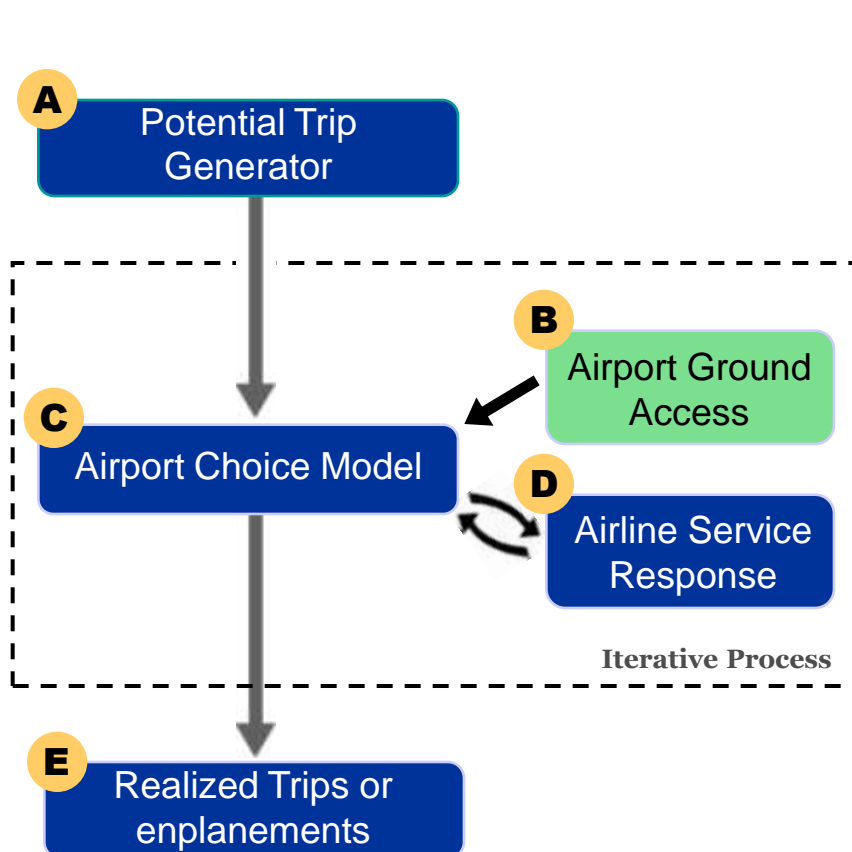 A
Potential Trip
Generator
B
Airport Ground
Access
C
Airport Choice Model
D
Airline Service
Response
Iterative Process
E
Realized Trips or
enplanements